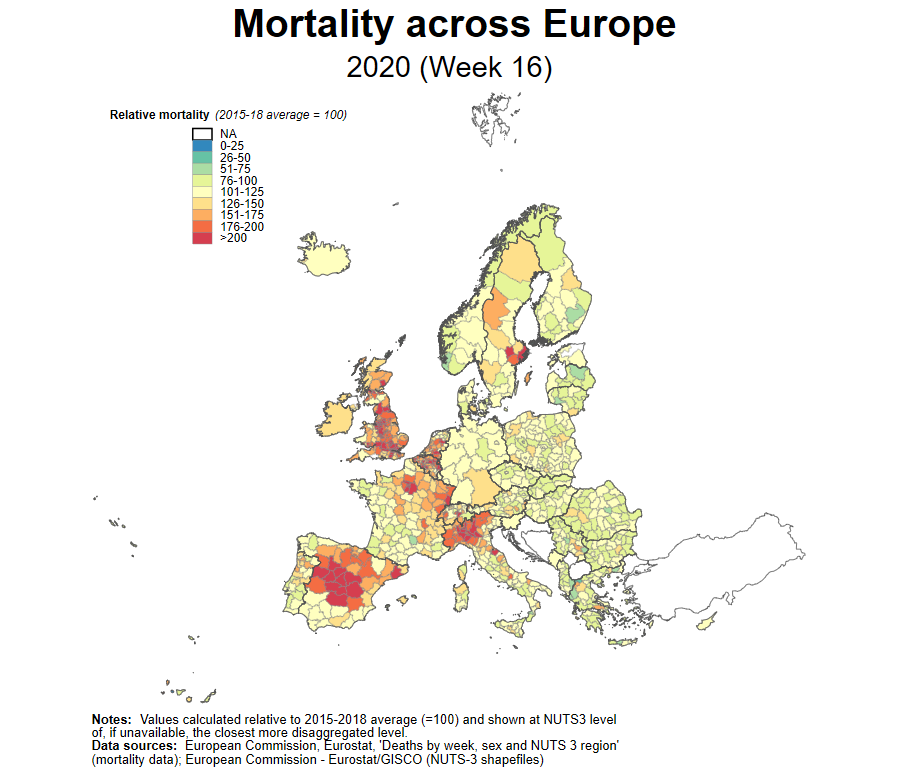 Mortality across Europe
2020 (Week 16)
Relative mortality (2015-18 average = 100)
NA
0-25
26-50
51-75
76-100
101-125
126-150
151-175
176-200
>200
Notes: Values calculated relative to 2015-2018 average (=100) and shown at NUTS3 level
of, if unavailable, the closest more disaggregated level.
Data sources: European Commission, Eurostat, 'Deaths by week, sex and NUTS 3 region'
(mortality data); European Commission - Eurostat/GISCO (NUTS-3 shapefiles)